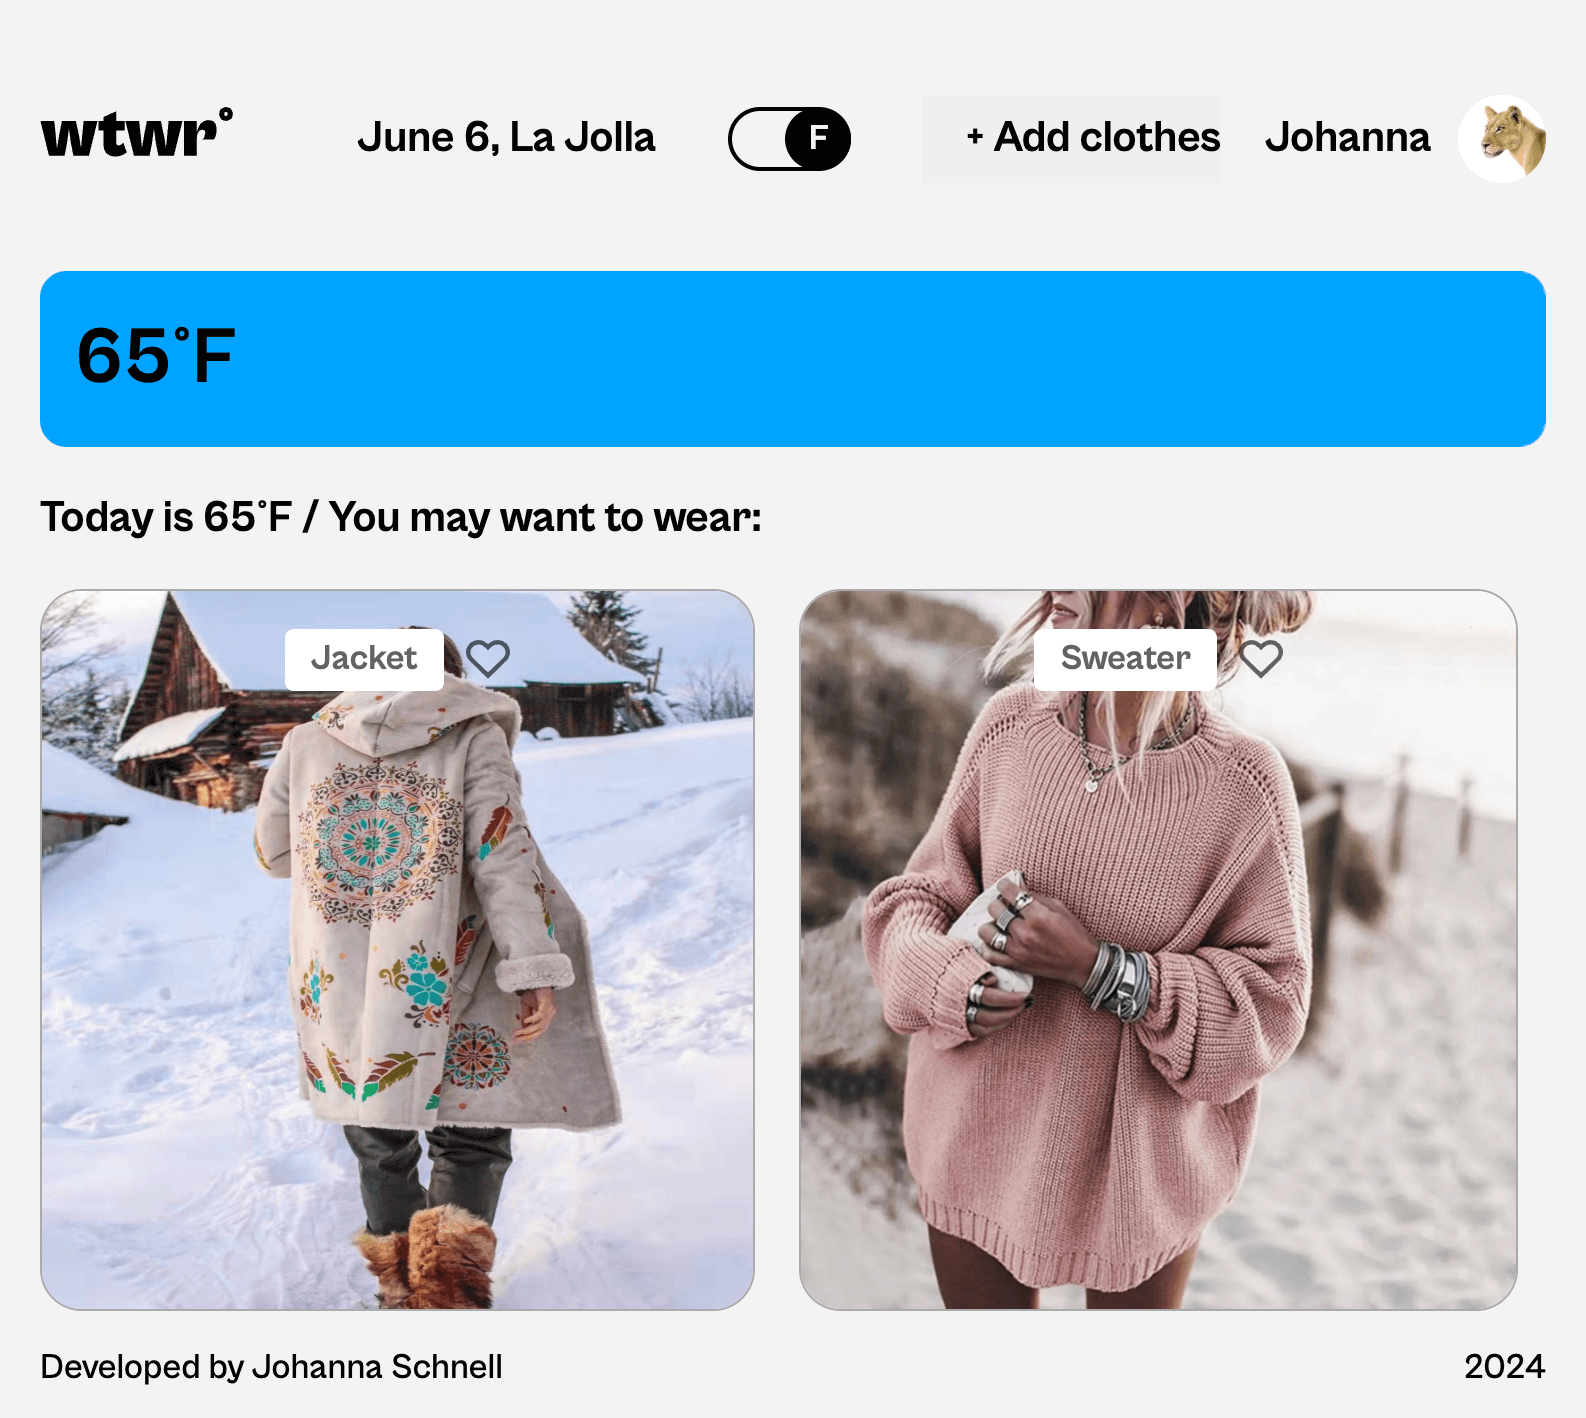 wtwr°
June 6, La Jolla
F
+ Add clothes
Johanna
65°F
Today is 65°F / You may want to wear:
Jacket
Sweater
Developed by Johanna Schnell
2024